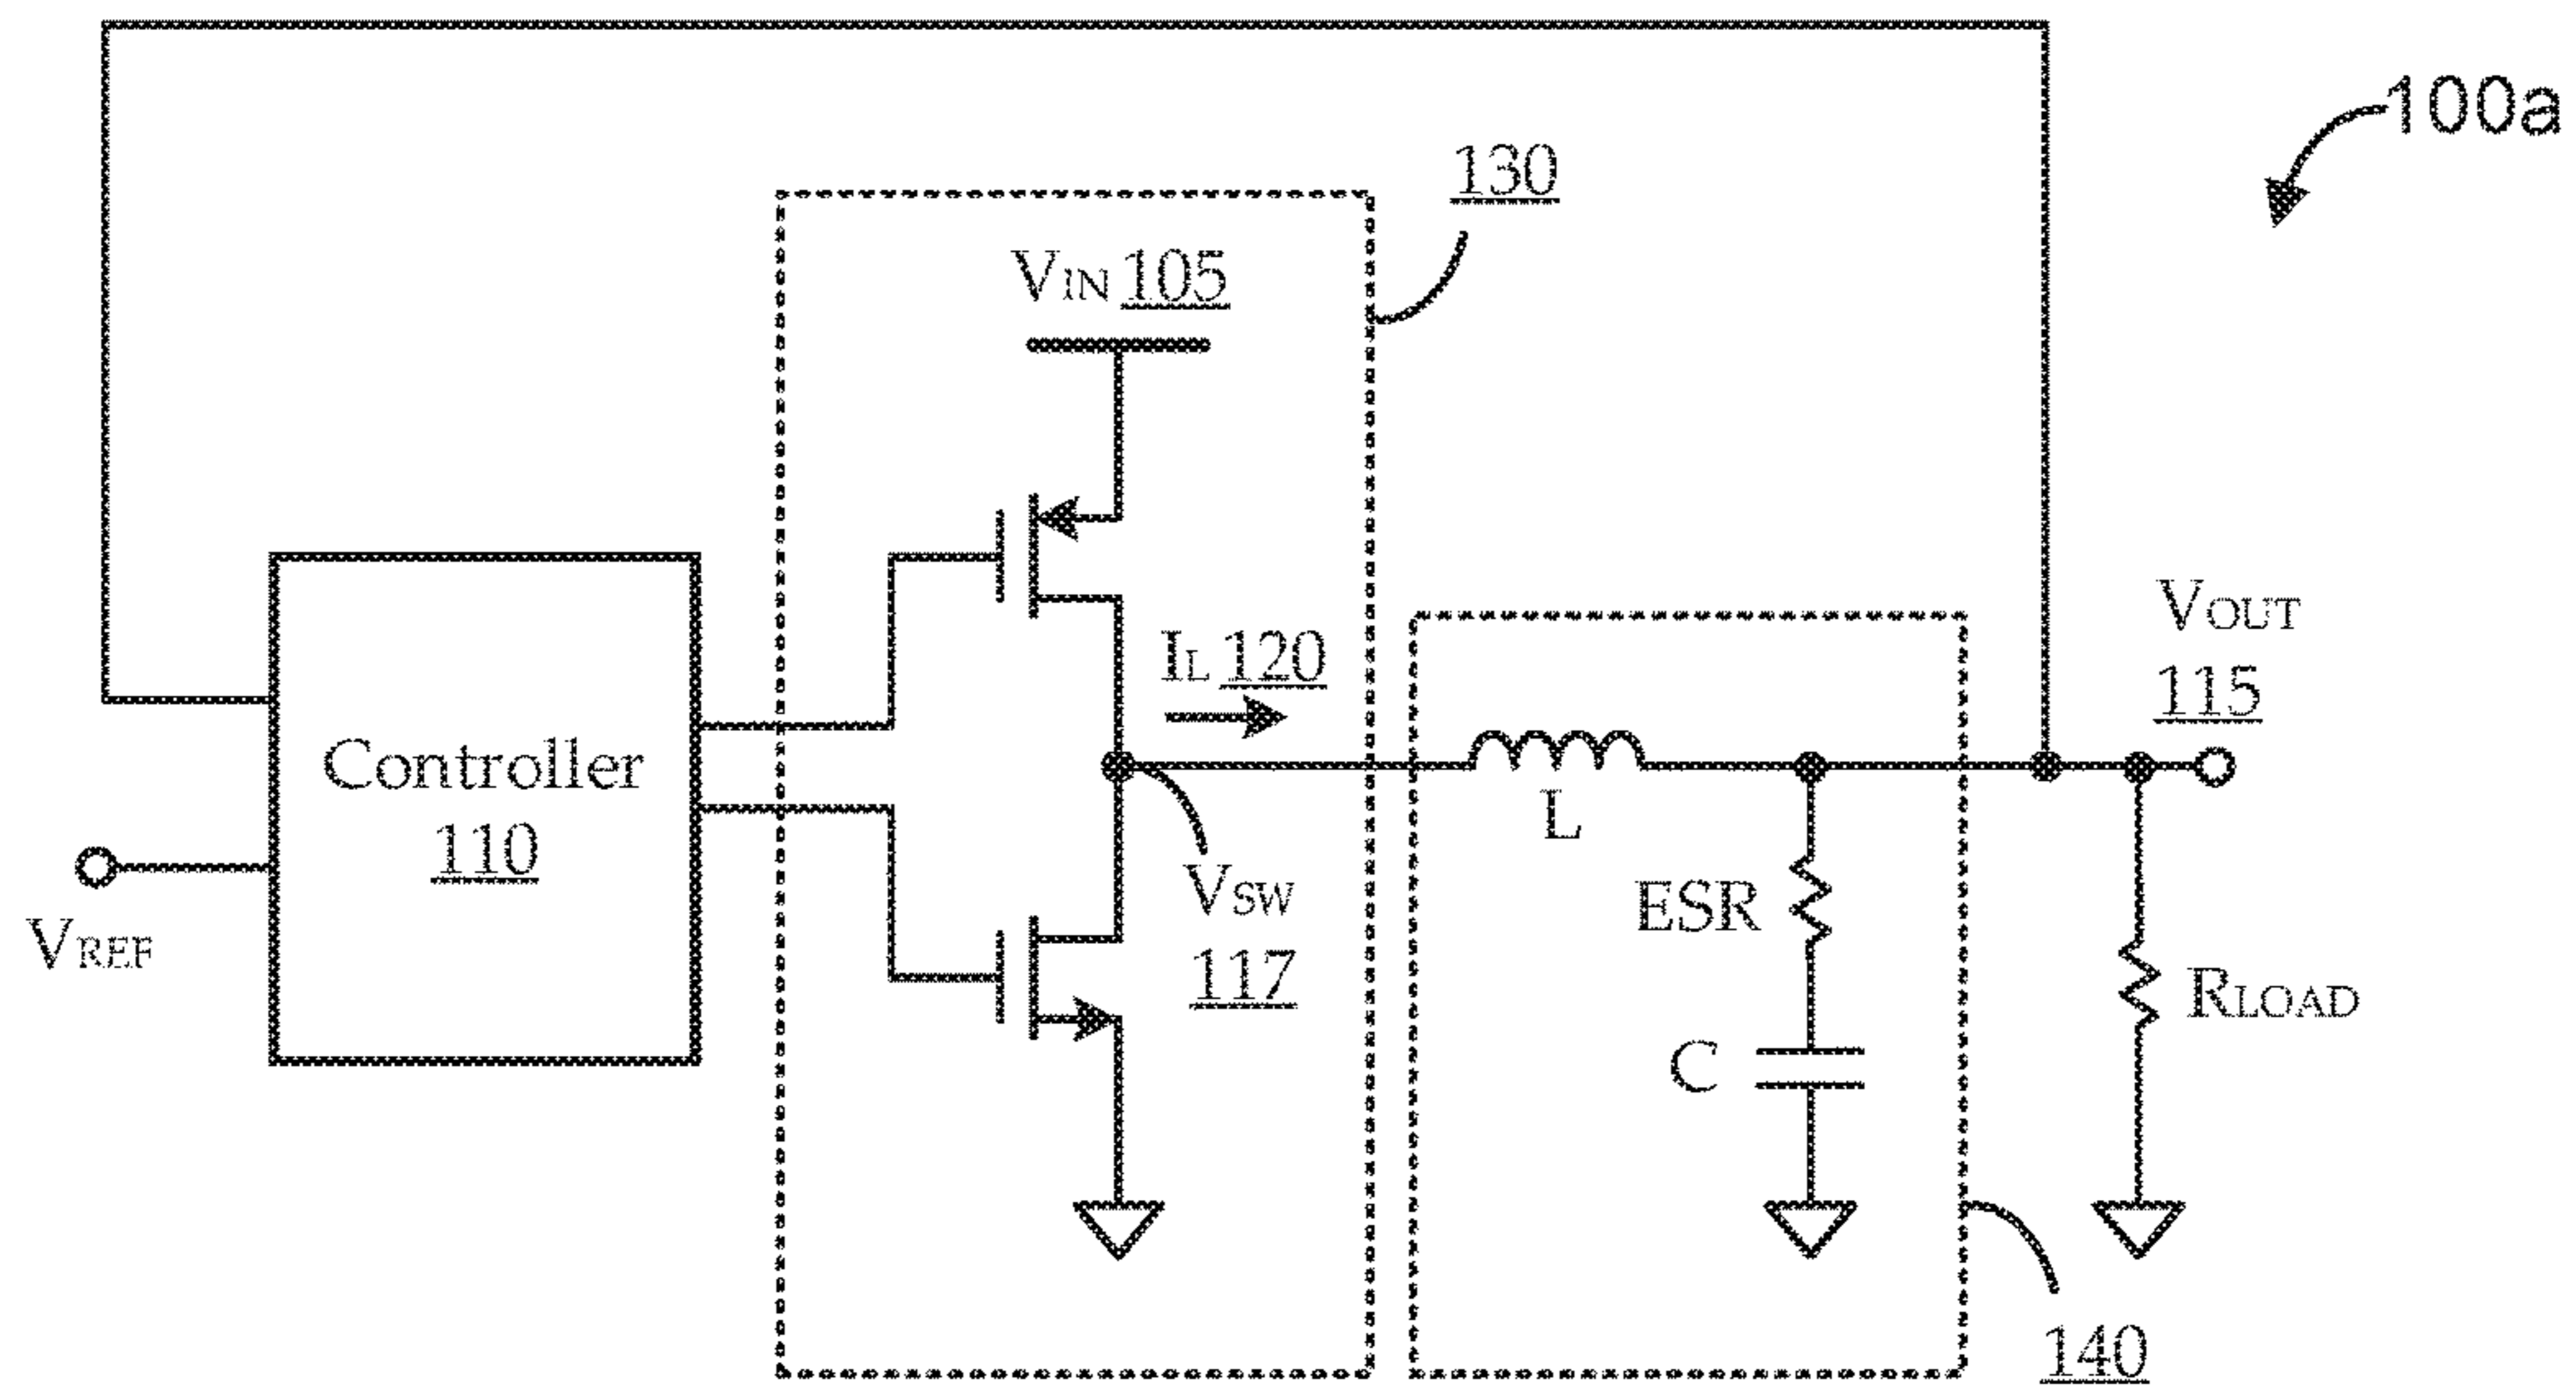 100a
130
VIN 105
IL 120
VOUT
115
Controller
110
L
VSW
117
ESR
VREF
RLOAD
C
140